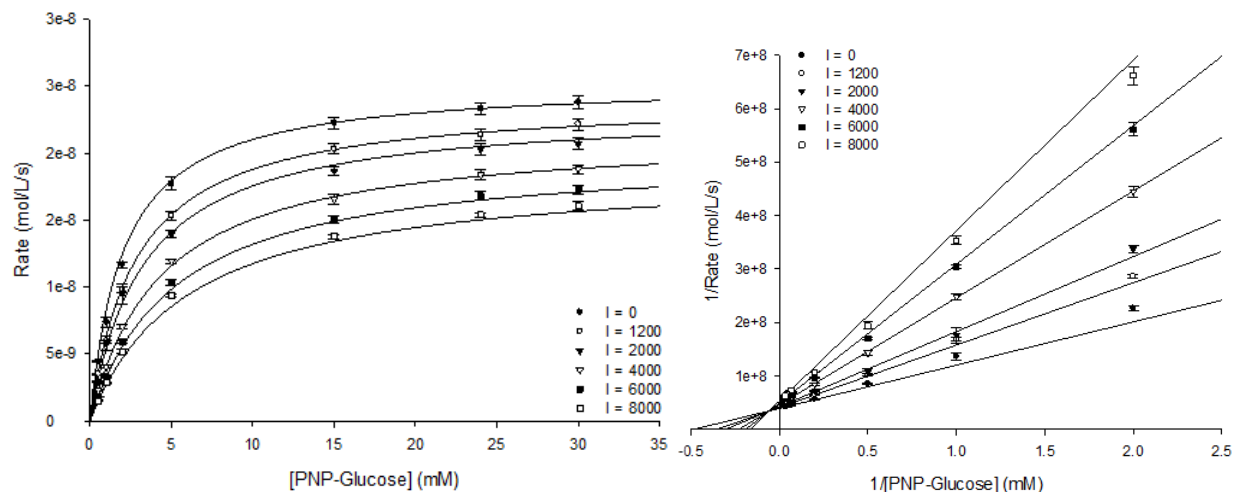 3e-8
3e-8
2e-8
2e-8
1e-8
5e-9
0
Rate (mol/L/s)
0 5 10 15 20 25 30 35
[PNP-Glucose] (mM)
I = 0
I = 1200
I = 2000
I = 4000
I = 6000
I = 8000
7e+8
6e+8
5e+8
4e+8
3e+8
2e+8
1e+8
1/Rate (mol/L/s)
-0.5 0.0 0.5 1.0 1.5 2.0 2.5
1/[PNP-Glucose] (mM)
I = 0
I = 1200
I = 2000
I = 4000
I = 6000
I = 8000